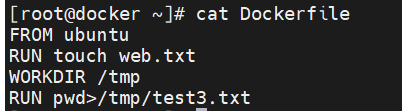 [root@docker ~]# cat Dockerfile
FROM ubuntu
RUN touch web.txt
WORKDIR /tmp
RUN pwd>/tmp/test3.txt